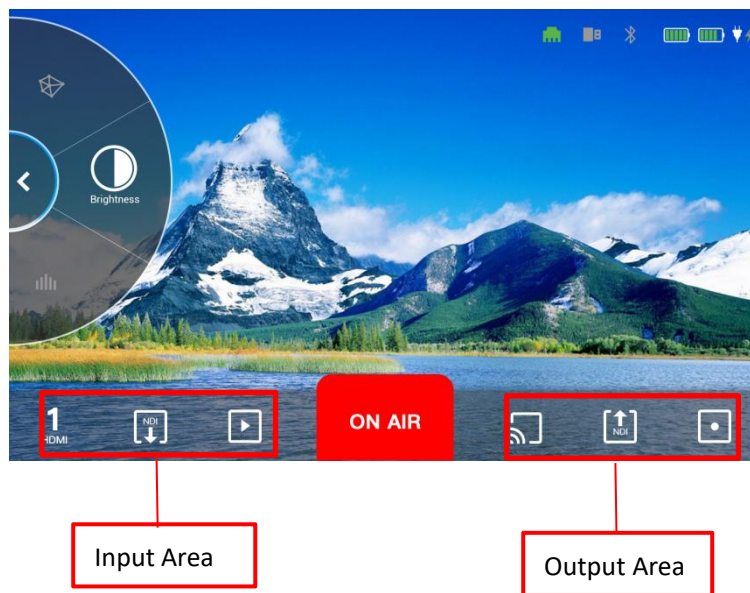 Brightness
1
HDMI
NDI
ON AIR
NDI
Input Area
Output Area